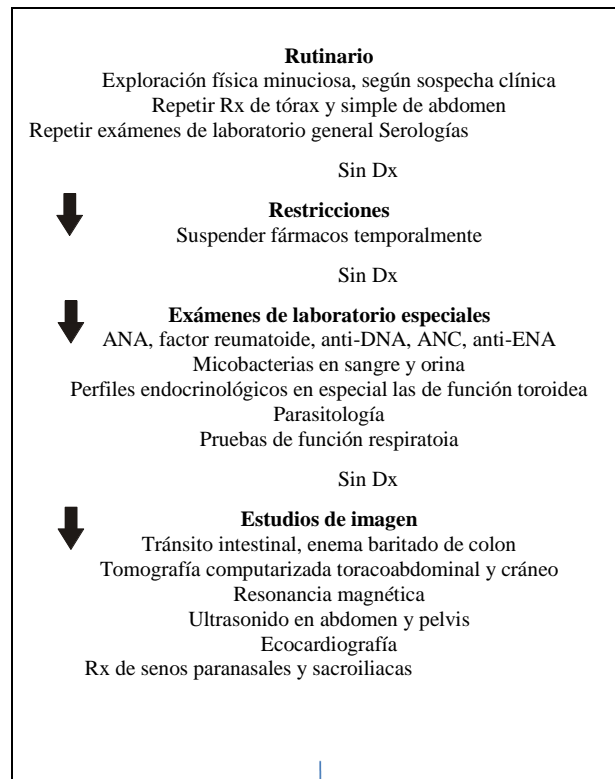 Rutinario
Exploración física minuciosa, según sospecha clínica
Repetir Rx de tórax y simple de abdomen
Repetir exámenes de laboratorio general Serologías
Sin Dx
Restricciones
Suspender fármacos temporalmente
Sin Dx
Exámenes de laboratorio especiales
ANA, factor reumatoide, anti-DNA, ANC, anti-ENA
Micobacterias en sangre y orina
Perfiles endocrinológicos en especial las de función toroidea
Parasitología
Pruebas de función respiratoia
Sin Dx
Estudios de imagen
Tránsito intestinal, enema baritado de colon
Tomografía computarizada toracoabdominal y cráneo
Resonancia magnética
Ultrasonido en abdomen y pelvis
Ecocardiografía
Rx de senos paranasales y sacroiliacas